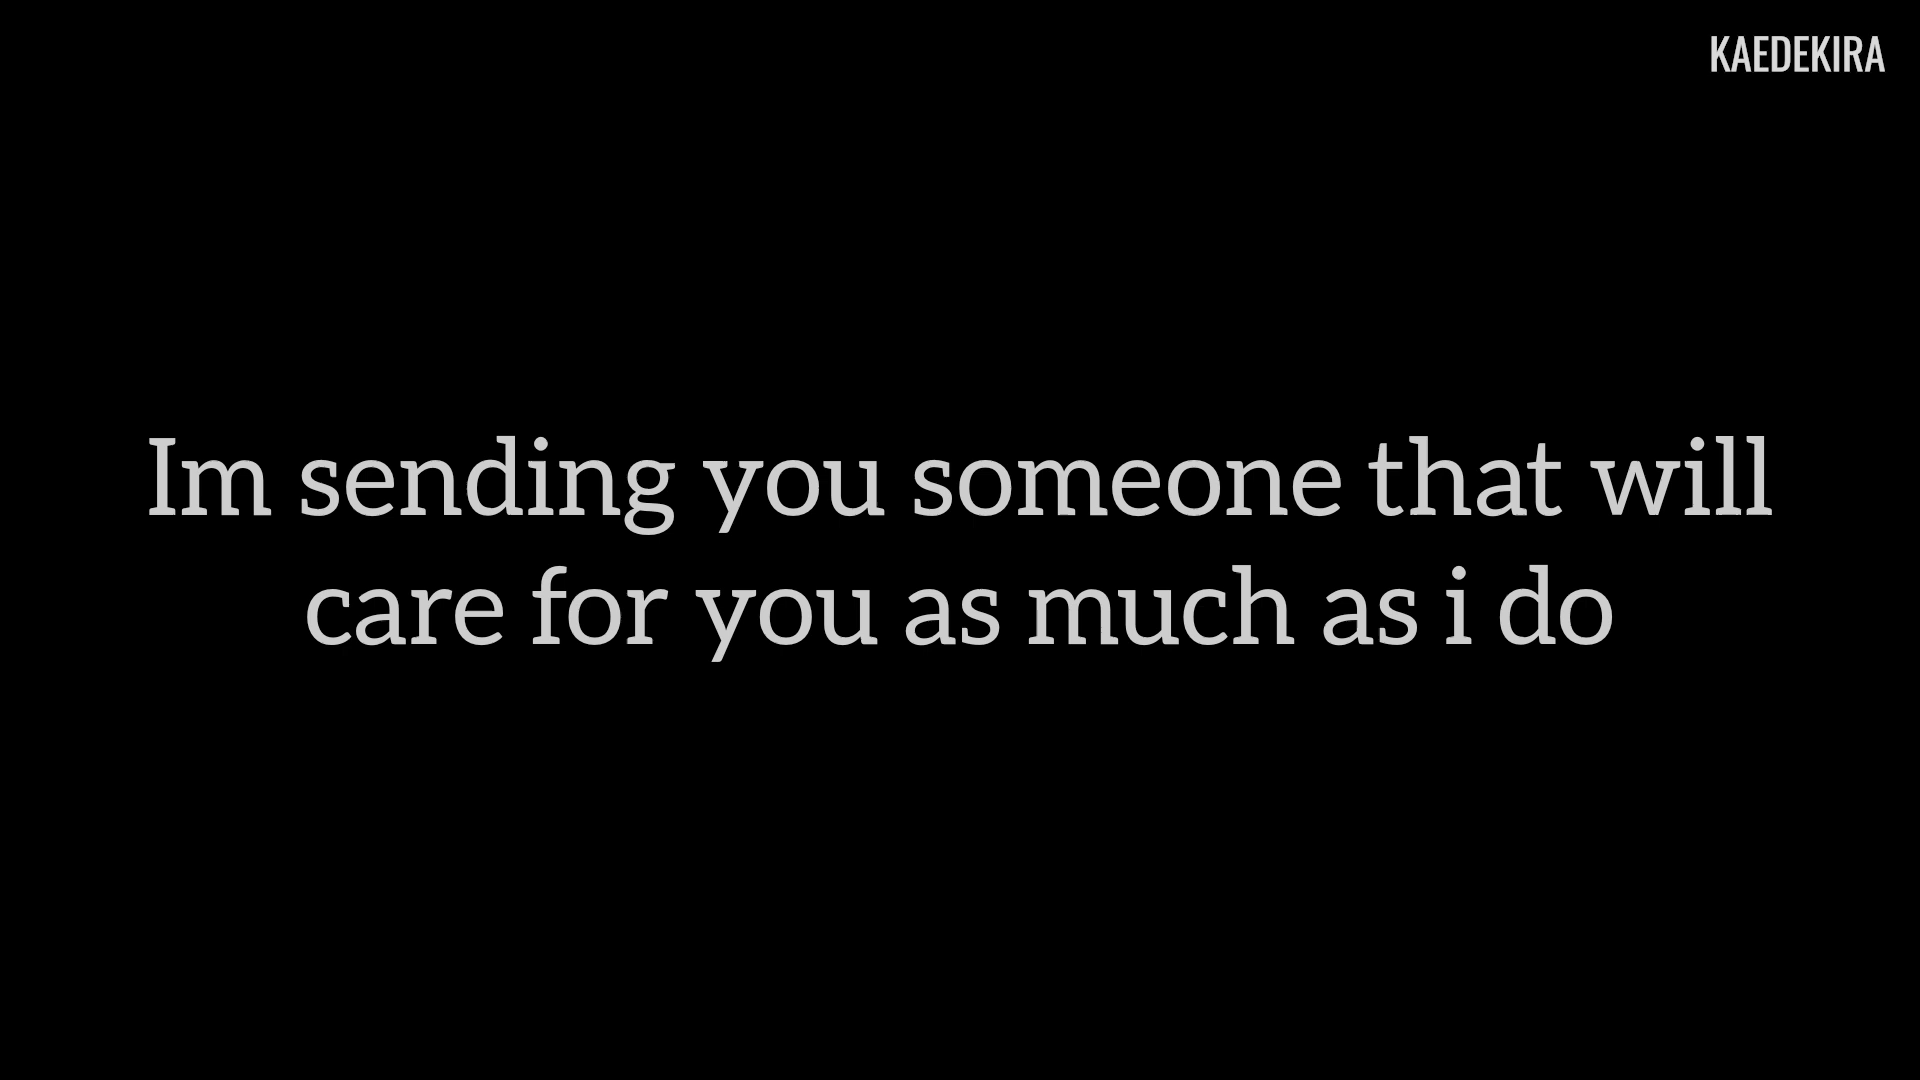 KAEDEKIRA
Im sending you someone that will
care for you as much as i do